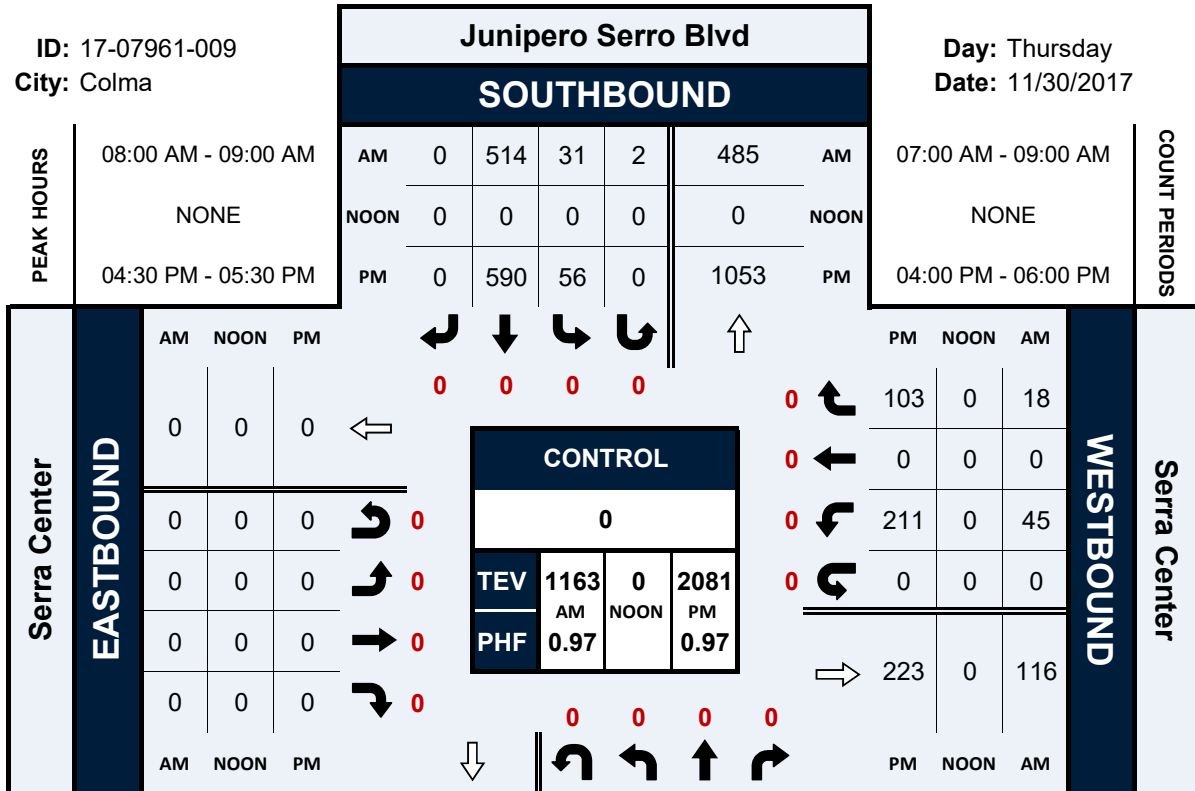 ID: 17-07961-009
City: Colma
Junipero Serro Blvd
SOUTHBOUND
Day: Thursday
Date: 11/30/2017
PEAK HOURS
08:00 AM - 09:00 AM
NONE
04:30 PM - 05:30 PM
AM 0 514 31 2 485 AM
NOON 0 0 0 0 0 NOON
PM 0 590 56 0 1053 PM
07:00 AM - 09:00 AM
NONE
04:00 PM - 06:00 PM
COUNT PERIODS
0 0 0 0
Serra Center
EASTBOUND
AM NOON PM
0 0 0
0 0 0 0
0 0 0 0
0 0 0 0
0 0 0 0
AM NOON PM
CONTROL
0
TEV 1163 0 2081
AM NOON PM
PHF 0.97 0.97
PM NOON AM
0 103 0 18
0 0 0 0
0 211 0 45
0 0 0 0
223 0 116
PM NOON AM
WESTBOUND
Serra Center
0 0 0 0